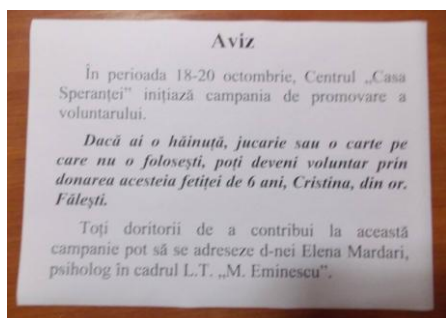 Aviz
În perioada 18-20 octombrie, Centrul „Casa
Speranței” inițiază campania de promovare a
voluntarului.
Dacă ai o hăinuță, jucarie sau o carte pe
care nu o folosești, poți deveni voluntar prin
donarea acesteia fetiței de 6 ani, Cristina, din or.
Fălești.
Toți doritorii de a contribui la această
campanie pot să se adreseze d-nei Elena Mardari,
psiholog în cadrul L.T. „M. Eminescu”.